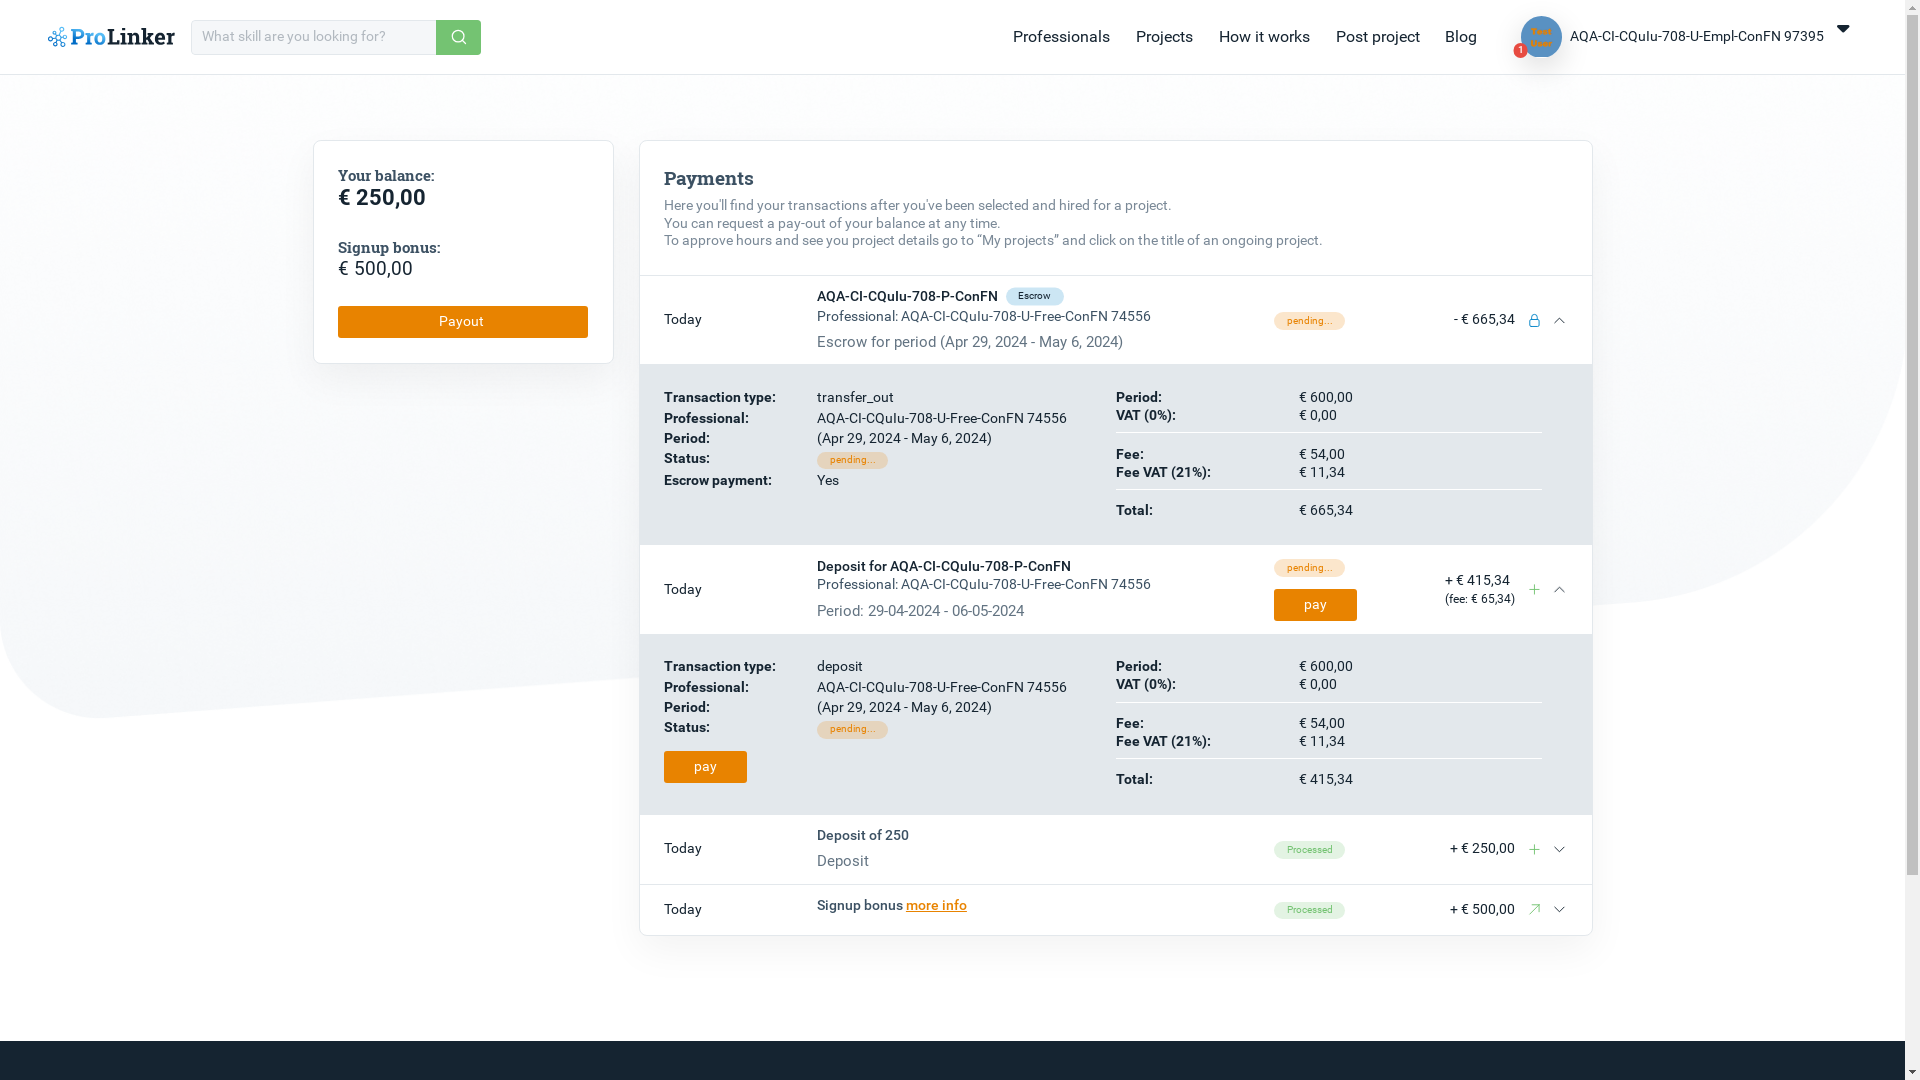 ProLinker
What skill are you looking for?
Professionals
Projects
How it works
Post project
Blog
1
AQA-CI-CQuIu-708-U-Empl-ConFN 97395
Your balance:
€ 250,00
Signup bonus:
€ 500,00
Payout
Payments
Here you'll find your transactions after you've been selected and hired for a project.
You can request a pay-out of your balance at any time.
To approve hours and see you project details go to “My projects” and click on the title of an ongoing project.
Today
AQA-CI-CQuIu-708-P-ConFN Escrow
Professional: AQA-CI-CQuIu-708-U-Free-ConFN 74556
Escrow for period (Apr 29, 2024 - May 6, 2024)
pending...
- € 665,34
Transaction type: transfer_out
Professional: AQA-CI-CQuIu-708-U-Free-ConFN 74556
Period: (Apr 29, 2024 - May 6, 2024)
Status: pending...
Escrow payment: Yes
Period: € 600,00
VAT (0%): € 0,00
Fee: € 54,00
Fee VAT (21%): € 11,34
Total: € 665,34
Today
Deposit for AQA-CI-CQuIu-708-P-ConFN
Professional: AQA-CI-CQuIu-708-U-Free-ConFN 74556
Period: 29-04-2024 - 06-05-2024
pending...
pay
+ € 415,34
(fee: € 65,34)
Transaction type: deposit
Professional: AQA-CI-CQuIu-708-U-Free-ConFN 74556
Period: (Apr 29, 2024 - May 6, 2024)
Status: pending...
pay
Period: € 600,00
VAT (0%): € 0,00
Fee: € 54,00
Fee VAT (21%): € 11,34
Total: € 415,34
Today
Deposit of 250
Deposit
Processed
+ € 250,00
Today
Signup bonus more info
Processed
+ € 500,00